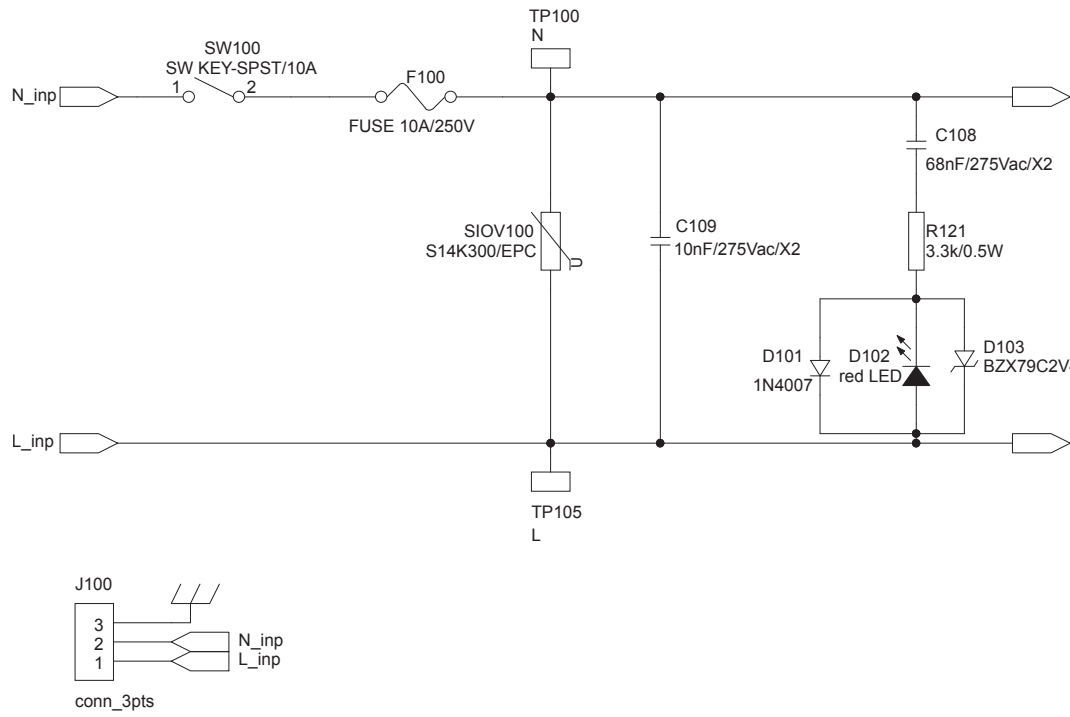 TP100
N
SW100
SW KEY-SPST/10A
1
2
F100
N_inp
FUSE 10A/250V
C108
68nF/275Vac/X2
SIOV100
S14K300/EPC
U
C109
10nF/275Vac/X2
R121
3.3k/0.5W
D101
1N4007
D102
red LED
D103
BZX79C2V
L_inp
TP105
L
J100
3
2
1
N_inp
L_inp
conn_3pts